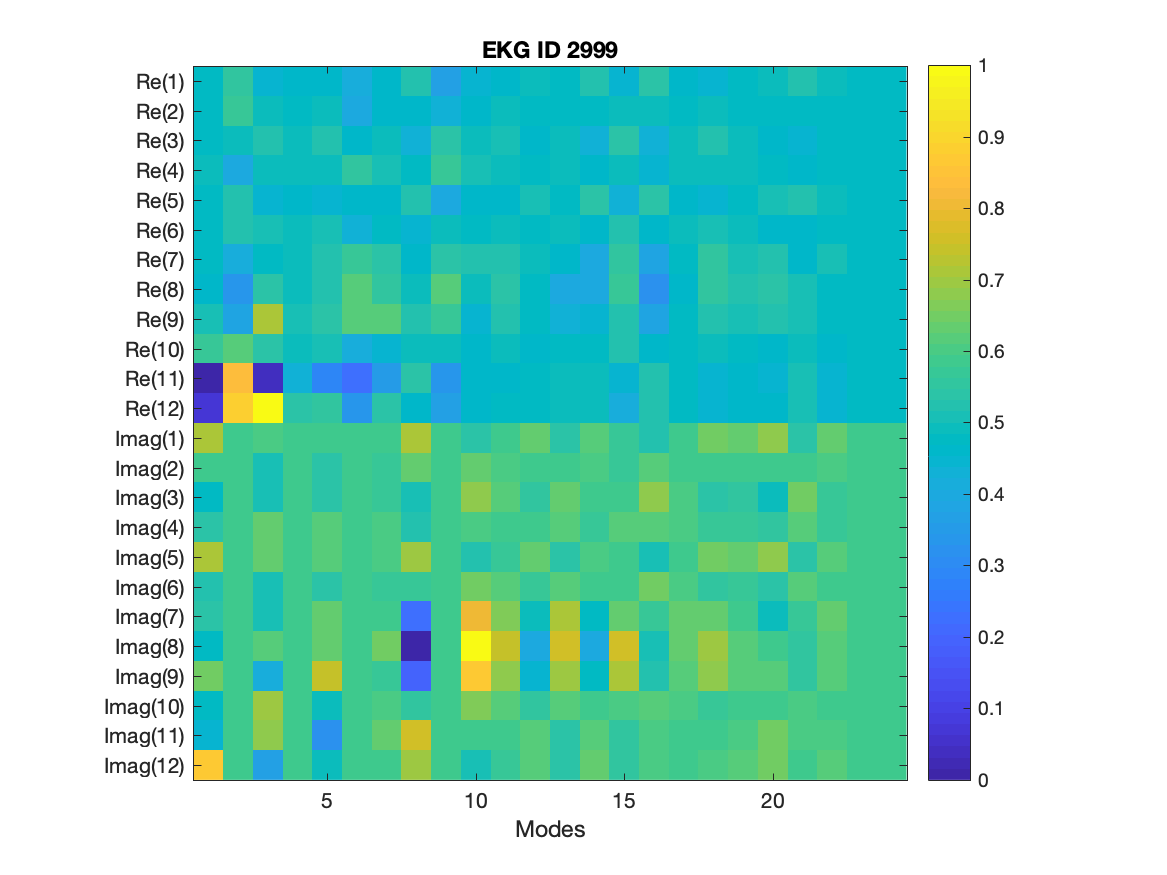 EKG ID 2999
Re(1)
Re(2)
Re(3)
Re(4)
Re(5)
Re(6)
Re(7)
Re(8)
Re(9)
Re(10)
Re(11)
Re(12)
Imag(1)
Imag(2)
Imag(3)
Imag(4)
Imag(5)
Imag(6)
Imag(7)
Imag(8)
Imag(9)
Imag(10)
Imag(11)
Imag(12)
5 10 15 20
Modes
1
0.9
0.8
0.7
0.6
0.5
0.4
0.3
0.2
0.1
0